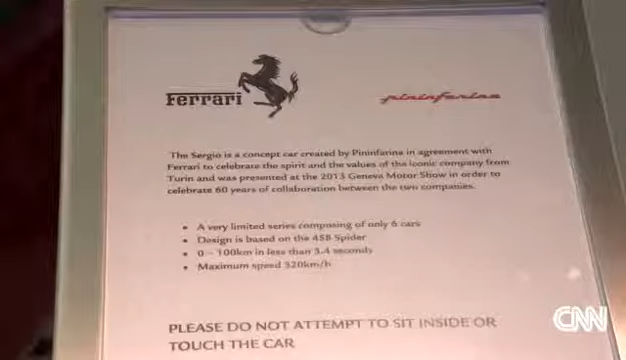 Ferrari
pininfarina
The Sergio is a concept car created by Pininfarina in agreement with
Ferrari to celebrate the spirit and the values of the iconic company from
Turin and was presented at the 2013 Geneva Motor Show in order to
celebrate 60 years of collaboration between the two companies.
• A very limited series composing of only 6 cars
• Design is based on the 458 Spider
• 0 – 100km in less than 3.4 seconds
• Maximum speed 320km/h
PLEASE DO NOT ATTEMPT TO SIT INSIDE OR
TOUCH THE CAR
CNN